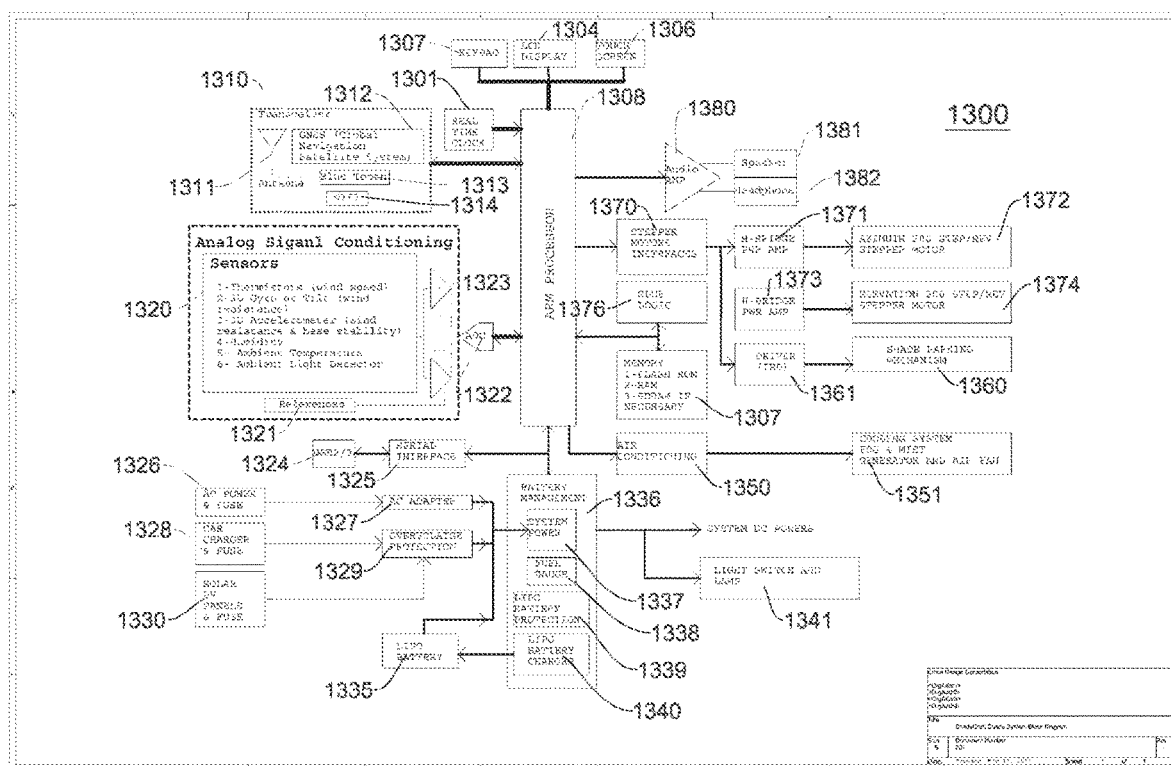 1307
1304
1306
KEYPAD
LCD
DISPLAY
TOUCH
SCREEN
1310
1312
1301
1308
1380
1300
1381
REAL
TIME
CLOCK
GNSS (Global
Navigation
Satellite System)
Antenna
1311
1313
1314
Audio
AMP
Speaker
Headphone
1382
1370
1371
1372
ARM PROCESSOR
STEPPER
MOTORS
INTERFACES
H-BRIDGE
PWR AMP
AZIMUTH 200 STEP/REV
STEPPER MOTOR
Analog Siganl Conditioning
Sensors
1320
1-Thermistors (wind speed)
2-3D Gyro or Tilt (wind
resistance)
3-3D Accelerometer (wind
resistance & base stability)
4-Humidity
5- Ambient Temperature
6- Ambient Light Detector
1323
1322
References
1321
1373
1374
1376
GLUE
LOGIC
H-BRIDGE
PWR AMP
ELEVATION 200 STEP/REV
STEPPER MOTOR
MEMORY
1-FLASH ROM
2-RAM
3-SDRAM IF
NECESSARY
1307
DRIVER
1361
SHADE PARKING
MECHANISM
1360
1324
SERIAL
INTERFACE
1325
AIR
CONDITIONING
1350
COOLING SYSTEM
FOG & MIST
GENERATOR AND AIR FAN
1351
1326
AC POWER
& FUSE
AC ADAPTER
1327
1328
CAR
CHARGER
& FUSE
OVERVOLTAGE
PROTECTION
1329
SOLAR
PV
PANELS
& FUSE
1330
BATTERY
MANAGEMENT
1336
SYSTEM
POWER
1337
FUEL
GAUGE
1338
LIPO
BATTERY
PROTECTION
1339
LIPO
BATTERY
CHARGER
1340
LIPO
BATTERY
1335
SYSTEM DC POWERS
LIGHT SWITCH AND
LAMP
1341